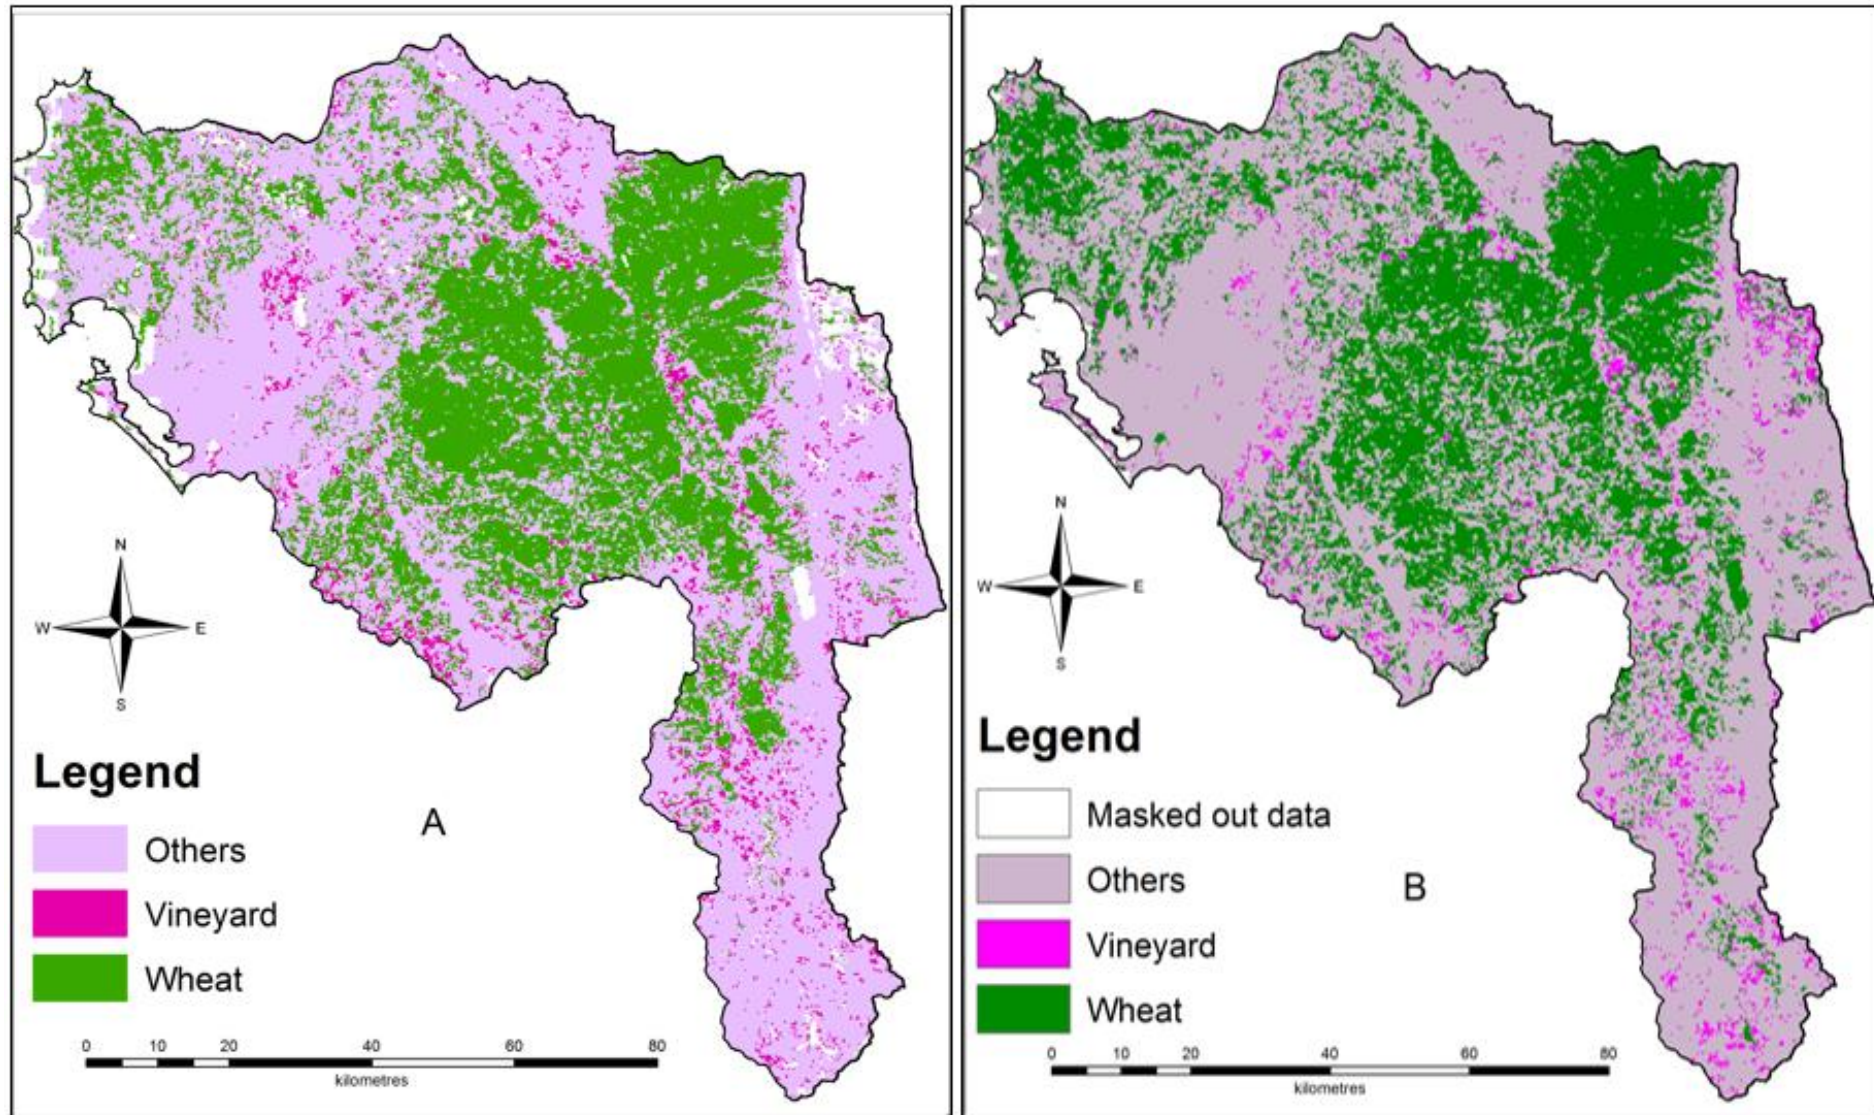 N
W E
S
Legend
A
Others
Vineyard
Wheat
0 10 20 40 60 80
kilometres
N
W E
S
Legend
Masked out data
Others
B
Vineyard
Wheat
0 10 20 40 60 80
kilometres